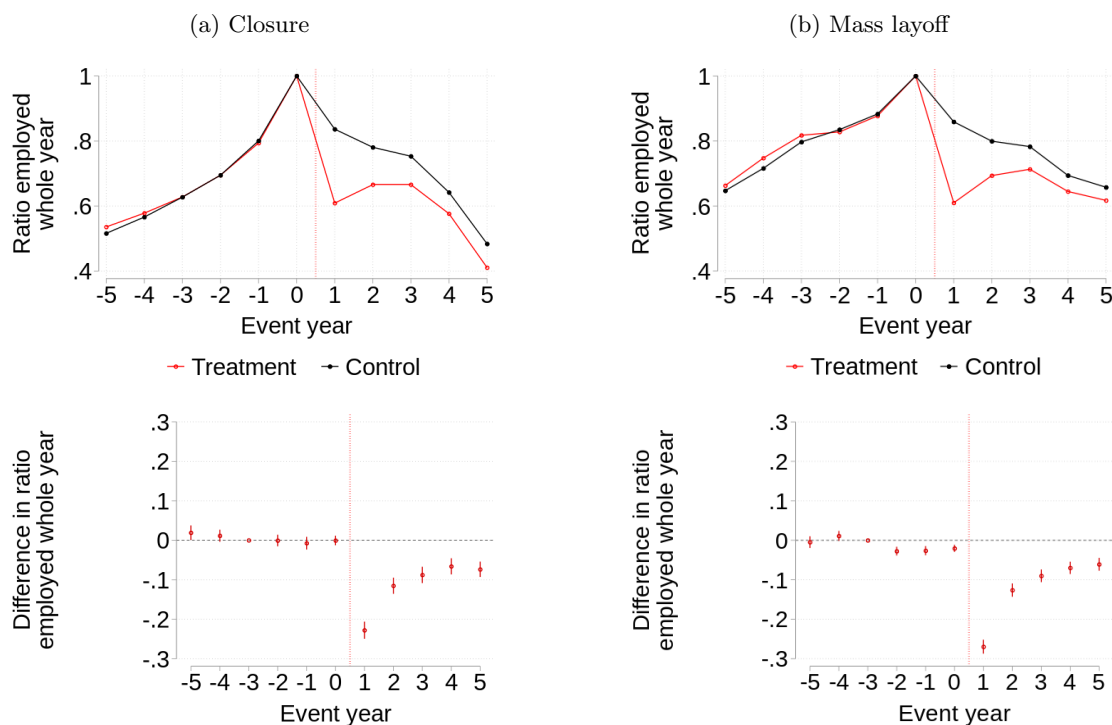 (a) Closure
Ratio employed
whole year
1
.8
.6
.4
-5 -4 -3 -2 -1 0 1 2 3 4 5
Event year
Treatment Control
Difference in ratio
employed whole year
.3
.2
.1
0
-.1
-.2
-.3
-5 -4 -3 -2 -1 0 1 2 3 4 5
Event year
(b) Mass layoff
Ratio employed
whole year
1
.8
.6
.4
-5 -4 -3 -2 -1 0 1 2 3 4 5
Event year
Treatment Control
Difference in ratio
employed whole year
.3
.2
.1
0
-.1
-.2
-.3
-5 -4 -3 -2 -1 0 1 2 3 4 5
Event year